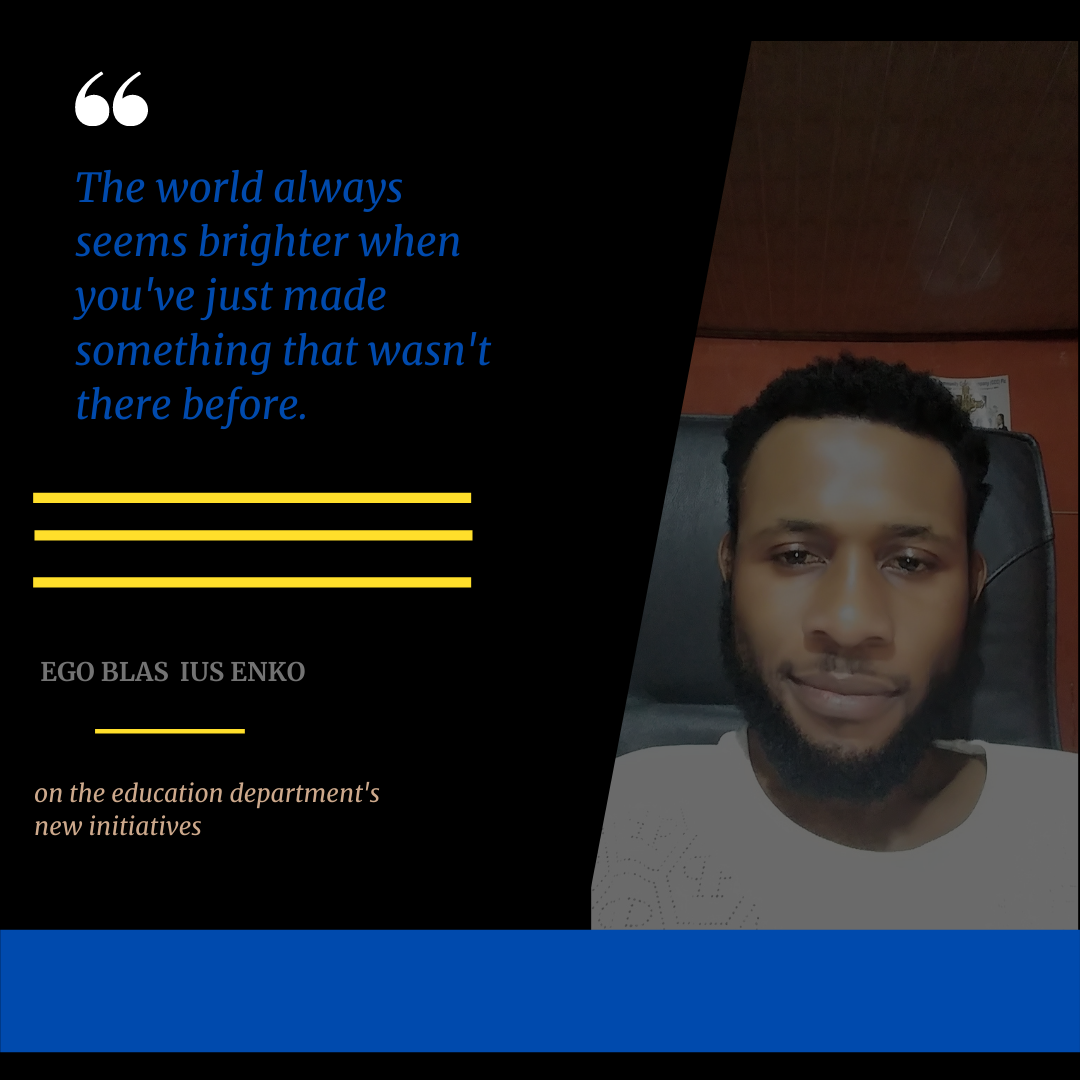 “
The world always
seems brighter when
you've just made
something that wasn't
there before.
EGO BLAS  IUS ENKO
on the education department's
new initiatives